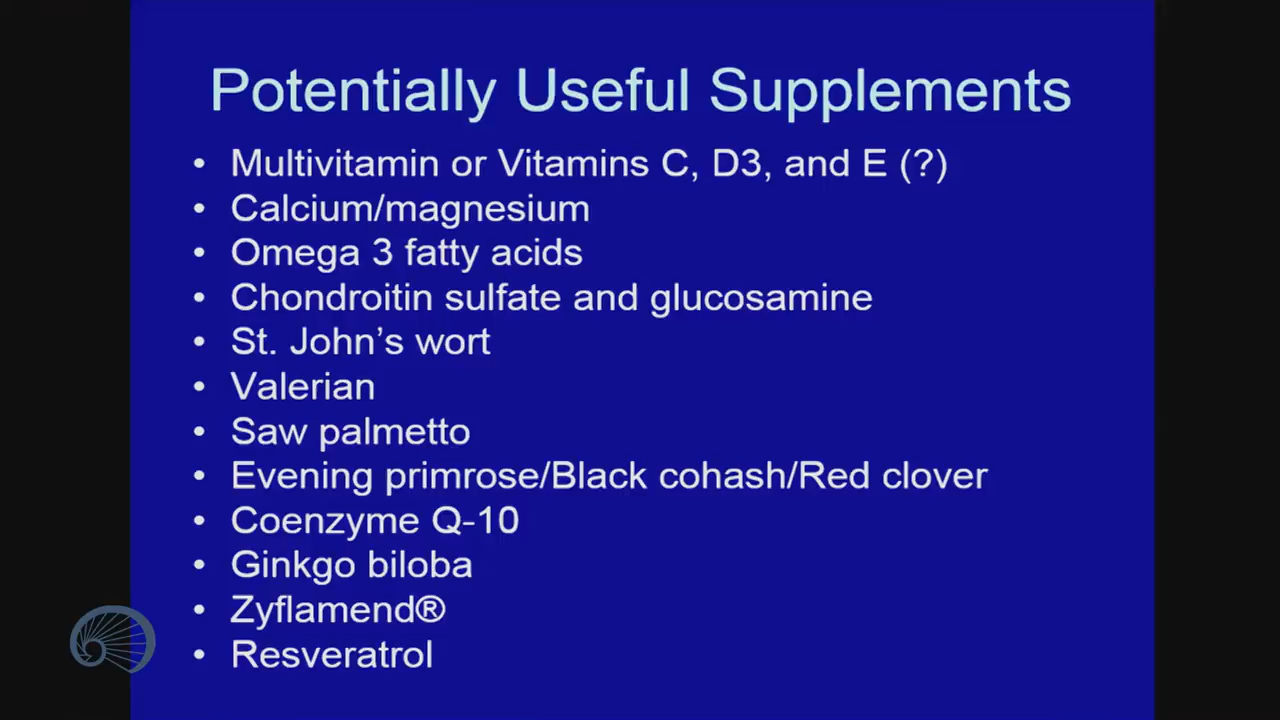 Potentially Useful Supplements
• Multivitamin or Vitamins C, D3, and E (?)
• Calcium/magnesium
• Omega 3 fatty acids
• Chondroitin sulfate and glucosamine
• St. John’s wort
• Valerian
• Saw palmetto
• Evening primrose/Black cohash/Red clover
• Coenzyme Q-10
• Ginkgo biloba
• Zyflamend®
• Resveratrol